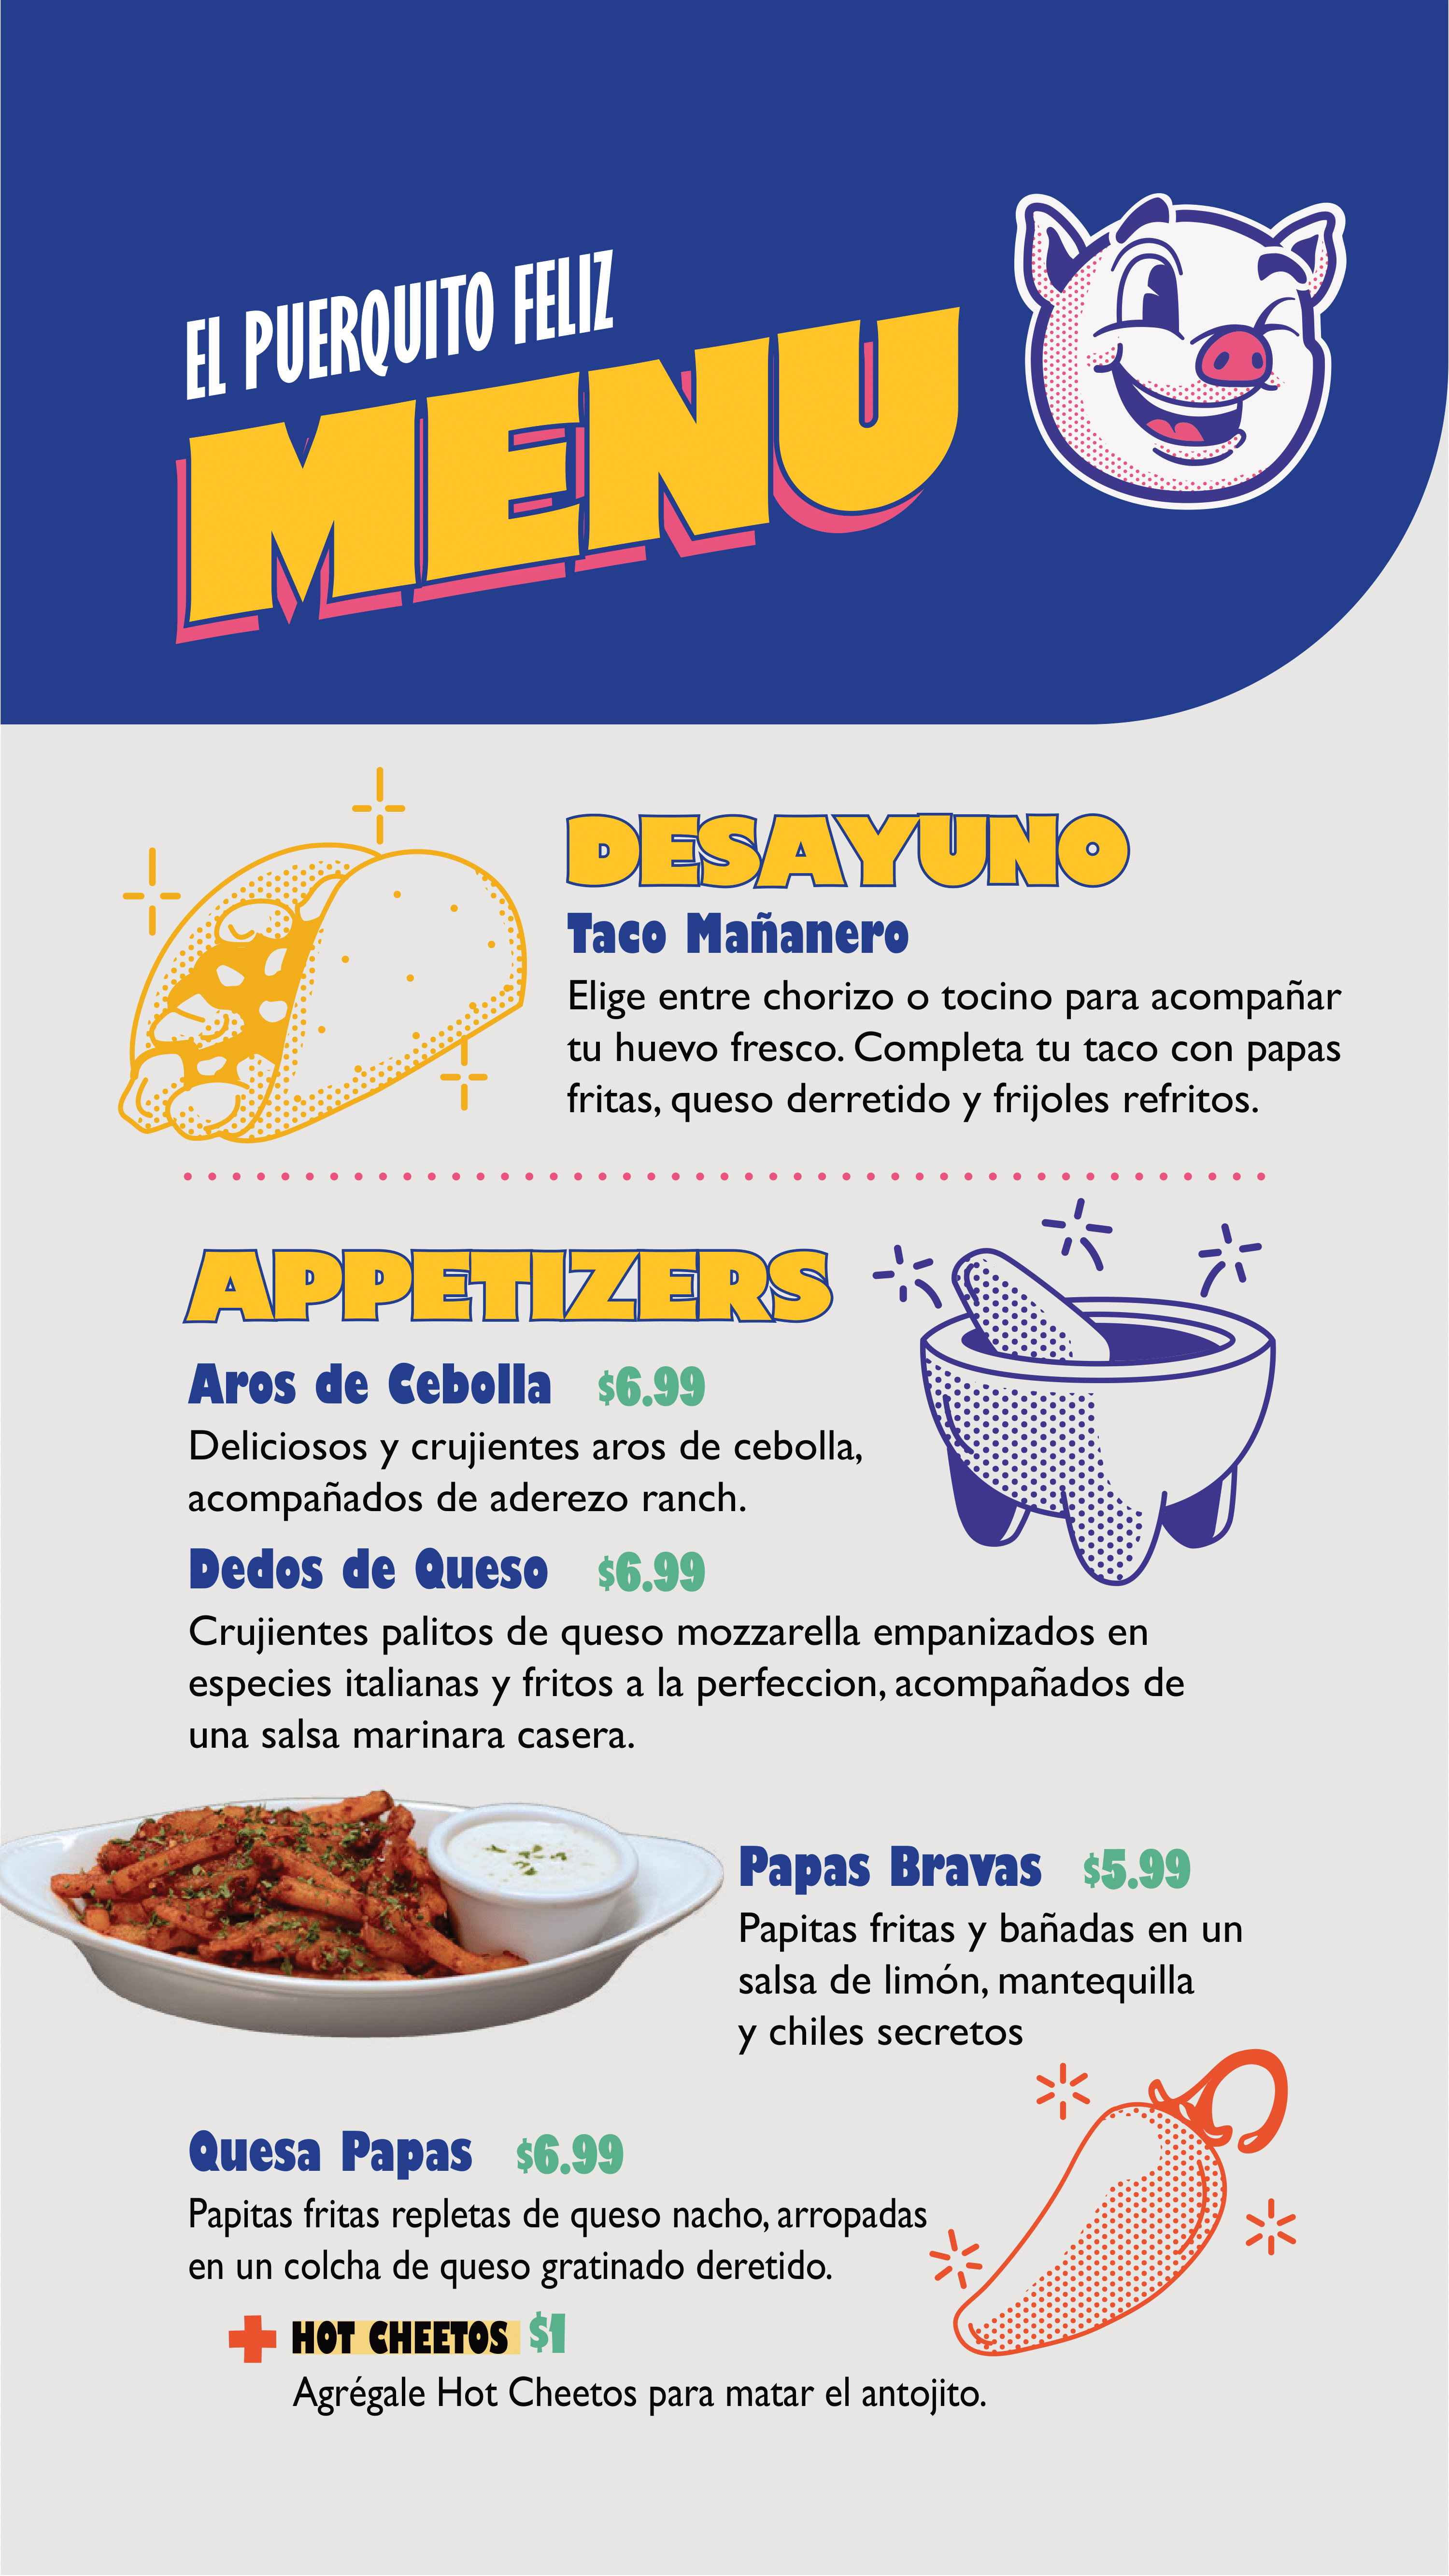 EL PUERQUITO FELIZ
MENU
DESAYUNO
Taco Mañanero
Elige entre chorizo o tocino para acompañar
tu huevo fresco. Completa tu taco con papas
fritas, queso derretido y frijoles refritos.
APPETIZERS
Aros de Cebolla $6.99
Deliciosos y crujientes aros de cebolla,
acompañados de aderezo ranch.
Dedos de Queso $6.99
Crujientes palitos de queso mozzarella empanizados en
especies italianas y fritos a la perfeccion, acompañados de
una salsa marinara casera.
Papas Bravas $5.99
Papitas fritas y bañadas en un
salsa de limón, mantequilla
y chiles secretos
Quesa Papas $6.99
Papitas fritas repletas de queso nacho, arropadas
en un colcha de queso gratinado deretido.
HOT CHEETOS $1
Agrégale Hot Cheetos para matar el antojito.